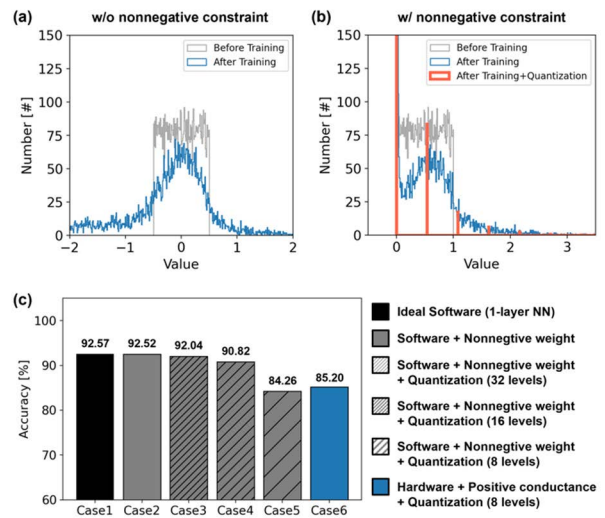 (a)
w/o nonnegative constraint
150
125
100
75
50
25
0
Number [#]
Before Training
After Training
−2
−1
0
1
2
Value
(b)
w/ nonnegative constraint
150
125
100
75
50
25
0
Number [#]
Before Training
After Training
After Training+Quantization
0
1
2
3
Value
(c)
100
90
80
70
60
Accuracy [%]
92.57
92.52
92.04
90.82
84.26
85.20
Case1
Case2
Case3
Case4
Case5
Case6
Ideal Software (1-layer NN)
Software + Nonnegtive weight
Software + Nonnegtive weight
+ Quantization (32 levels)
Software + Nonnegtive weight
+ Quantization (16 levels)
Software + Nonnegtive weight
+ Quantization (8 levels)
Hardware + Positive conductance
+ Quantization (8 levels)